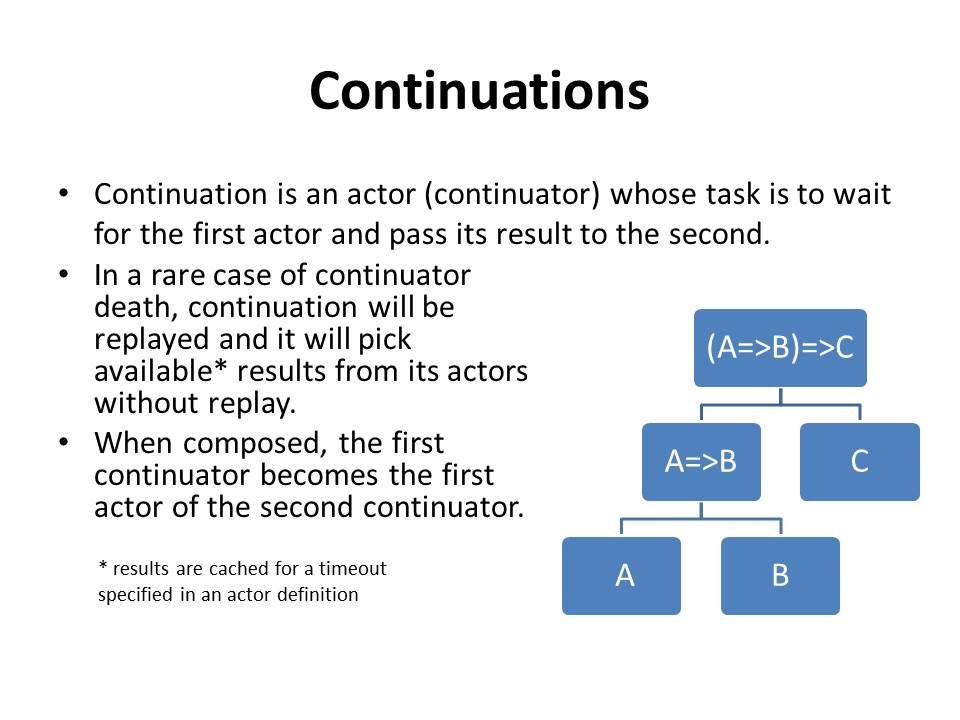 Continuations
• Continuation is an actor (continuator) whose task is to wait
for the first actor and pass its result to the second.
• In a rare case of continuator
death, continuation will be
replayed and it will pick
available* results from its actors
without replay.
• When composed, the first
continuator becomes the first
actor of the second continuator.
* results are cached for a timeout
specified in an actor definition
(A=>B)=>C
A=>B
C
A
B